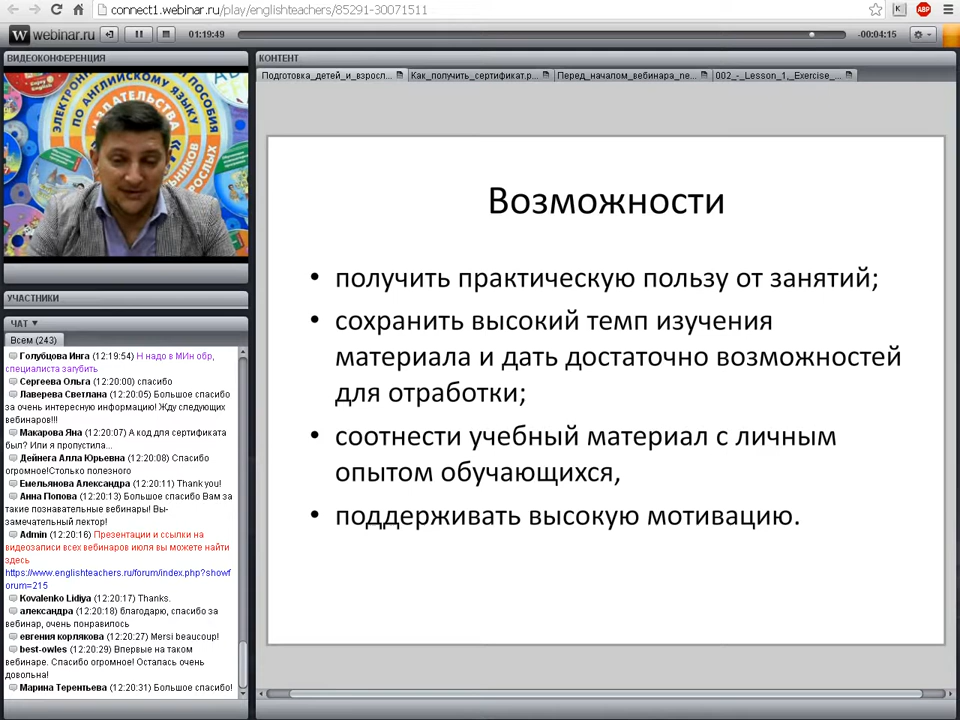 connect1.webinar.ru/play/englishteachers/85291-30071511
K
ABP
W webinar.ru
01:19:49
-00:04:15
ВИДЕОКОНФЕРЕНЦИЯ
ЭЛЕКТРОННЫЕ ПОСОБИЯ
ПО АНГЛИЙСКОМУ ЯЗЫКУ
ИЗДАТЕЛЬСТВА
УЧАСТНИКИ
ЧАТ
Всем (243)
Голубцова Инга (12:19:54) Н надо в МИн обр,
специалиста загубить
Сергеева Ольга (12:20:00) спасибо
Лаверева Светлана (12:20:05) Большое спасибо
за очень интересную информацию! Жду следующих
вебинаров!!!
Макарова Яна (12:20:07) А код для сертификата
был? Или я пропустила...
Дейнега Алла Юрьевна (12:20:08) Спасибо
огромное!Столько полезного
Емельянова Александра (12:20:11) Thank you!
Анна Попова (12:20:13) Большое спасибо Вам за
такие познавательные вебинары! Вы-
замечательный лектор!
Admin (12:20:16) Презентации и ссылки на
видеозаписи всех вебинаров июля вы можете найти
здесь
https://www.englishteachers.ru/forum/index.php?showf
orum=215
Kovalenko Lidiya (12:20:17) Thanks.
александра (12:20:18) благодарю, спасибо за
вебинар, очень понравилось
евгения корлякова (12:20:27) Mersi beaucoup!
best-owles (12:20:29) Впервые на таком
вебинаре. Спасибо огромное! Осталась очень
довольна!
Марина Терентьева (12:20:31) Большое спасибо!
КОНТЕНТ
Подготовка_детей_и_взросл...
Как_получить_сертификат.p...
Перед_началом_вебинара_пе...
002_-_Lesson_1,_Exercise_...
Возможности
• получить практическую пользу от занятий;
• сохранить высокий темп изучения
материала и дать достаточно возможностей
для отработки;
• соотнести учебный материал с личным
опытом обучающихся,
• поддерживать высокую мотивацию.